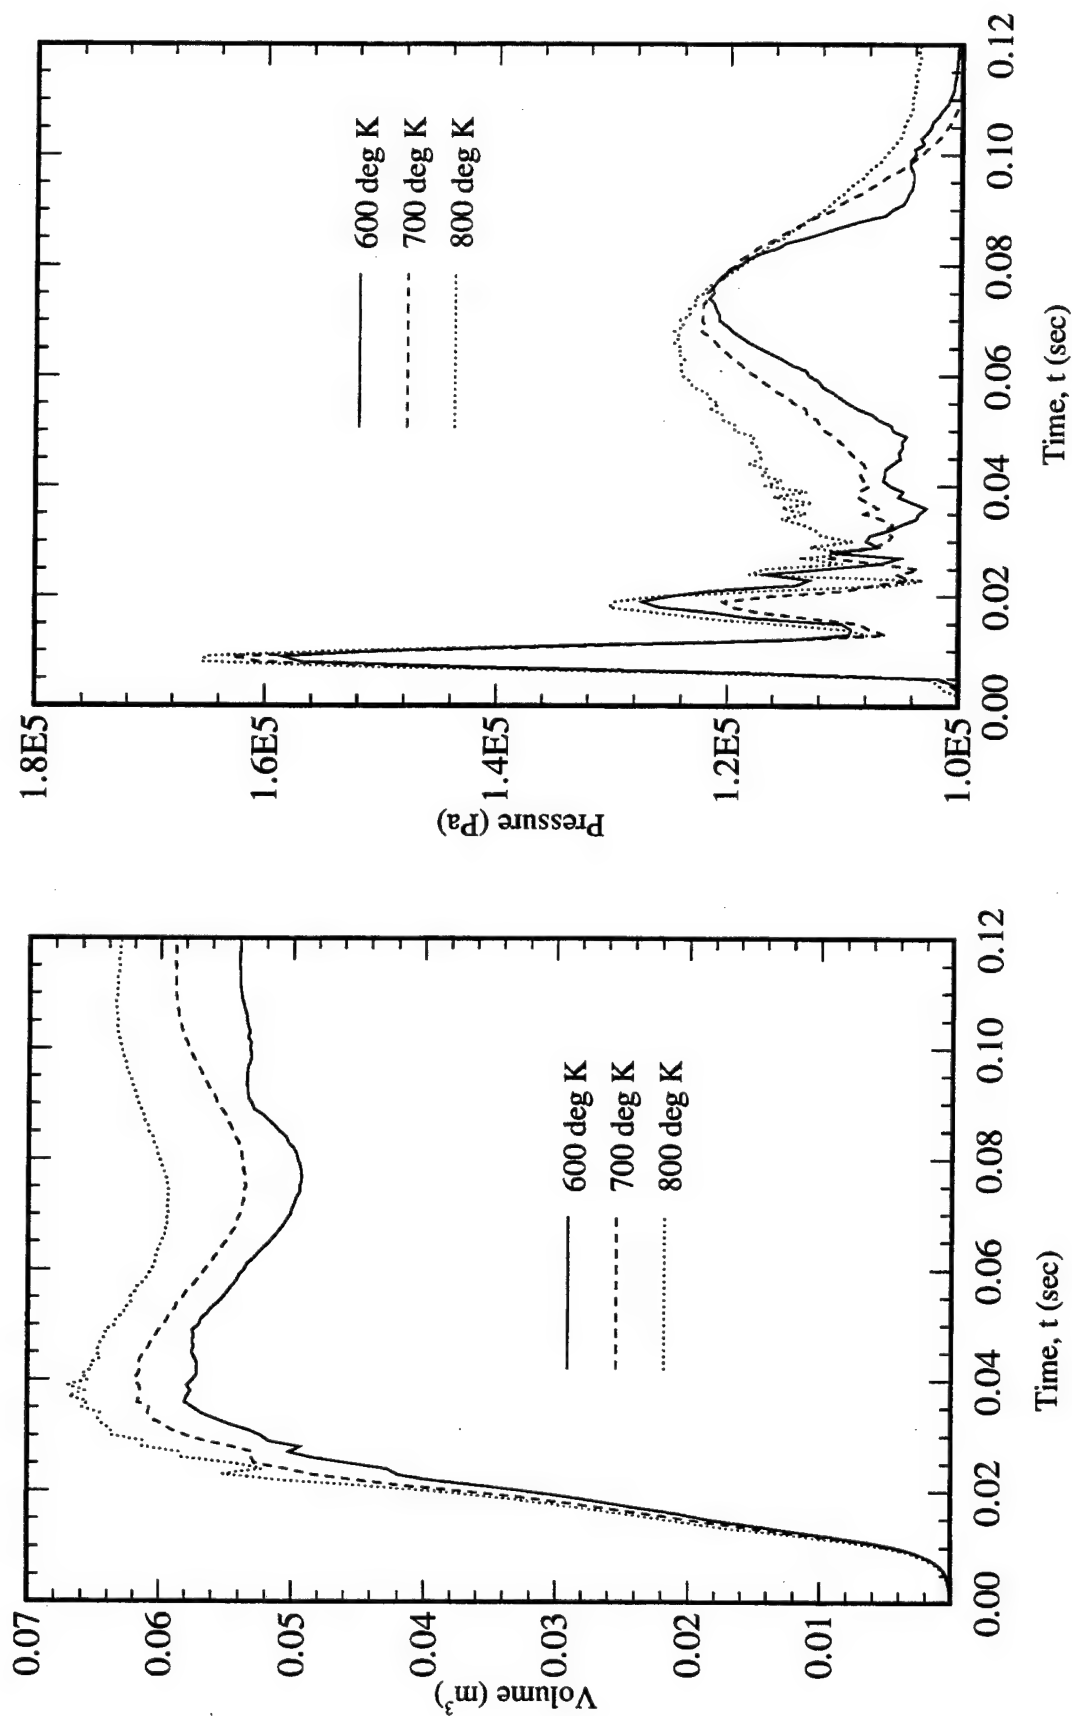 0.07
0.06
0.05
0.04
0.03
0.02
0.01
Volume (m³)
0.00
0.02
0.04
0.06
0.08
0.10
0.12
Time, t (sec)
600 deg K
700 deg K
800 deg K
1.8E5
1.6E5
1.4E5
1.2E5
1.0E5
Pressure (Pa)
0.00
0.02
0.04
0.06
0.08
0.10
0.12
Time, t (sec)
600 deg K
700 deg K
800 deg K